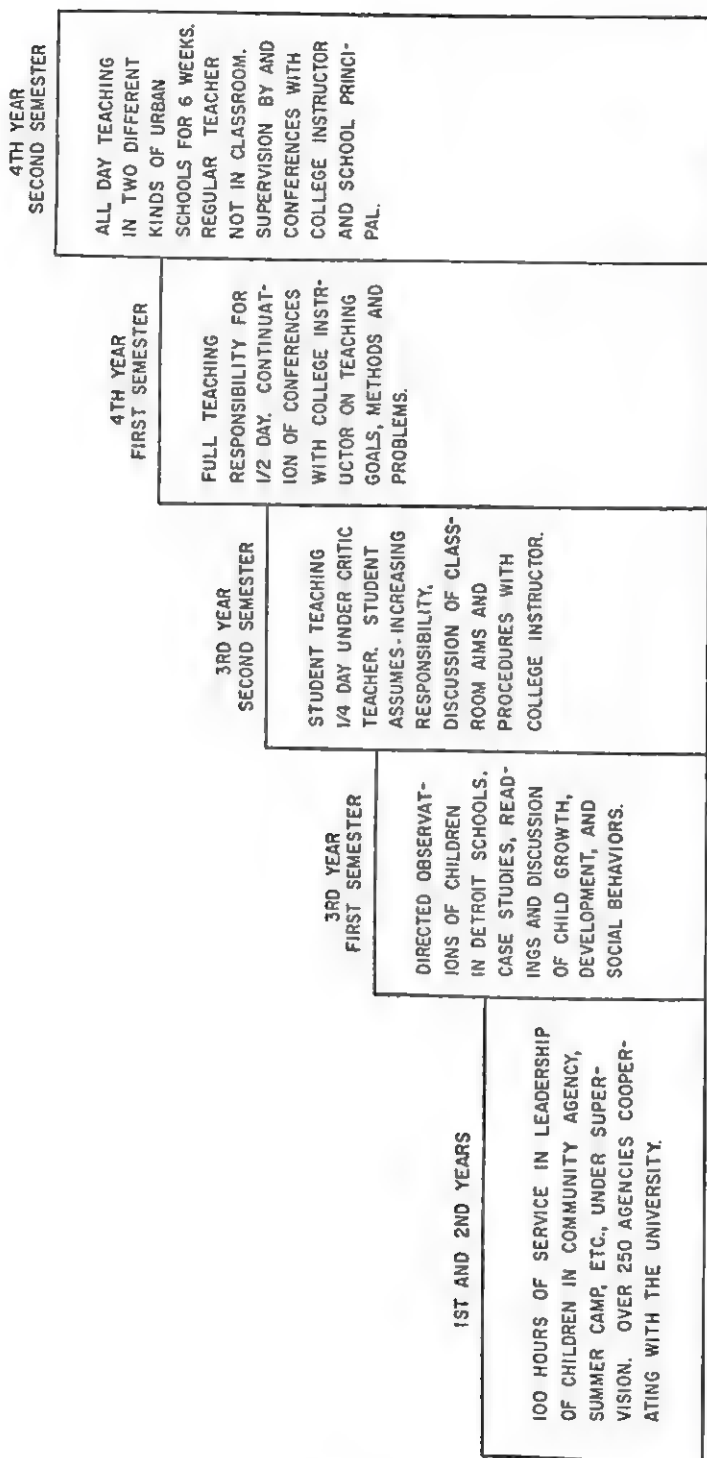 1ST AND 2ND YEARS
100 HOURS OF SERVICE IN LEADERSHIP
OF CHILDREN IN COMMUNITY AGENCY,
SUMMER CAMP, ETC., UNDER SUPER-
VISION. OVER 250 AGENCIES COOPER-
ATING WITH THE UNIVERSITY.
3RD YEAR
FIRST SEMESTER
DIRECTED OBSERVAT-
IONS OF CHILDREN
IN DETROIT SCHOOLS.
CASE STUDIES, READ-
INGS AND DISCUSSION
OF CHILD GROWTH,
DEVELOPMENT, AND
SOCIAL BEHAVIORS.
3RD YEAR
SECOND SEMESTER
STUDENT TEACHING
1/4 DAY UNDER CRITIC
TEACHER. STUDENT
ASSUMES-INCREASING
RESPONSIBILITY.
DISCUSSION OF CLASS-
ROOM AIMS AND
PROCEDURES WITH
COLLEGE INSTRUCTOR.
4TH YEAR
FIRST SEMESTER
FULL TEACHING
RESPONSIBILITY FOR
1/2 DAY. CONTINUAT-
ION OF CONFERENCES
WITH COLLEGE INSTR-
UCTOR ON TEACHING
GOALS, METHODS AND
PROBLEMS.
4TH YEAR
SECOND SEMESTER
ALL DAY TEACHING
IN TWO DIFFERENT
KINDS OF URBAN
SCHOOLS FOR 6 WEEKS.
REGULAR TEACHER
NOT IN CLASSROOM.
SUPERVISION BY AND
CONFERENCES WITH
COLLEGE INSTRUCTOR
AND SCHOOL PRINCI-
PAL.